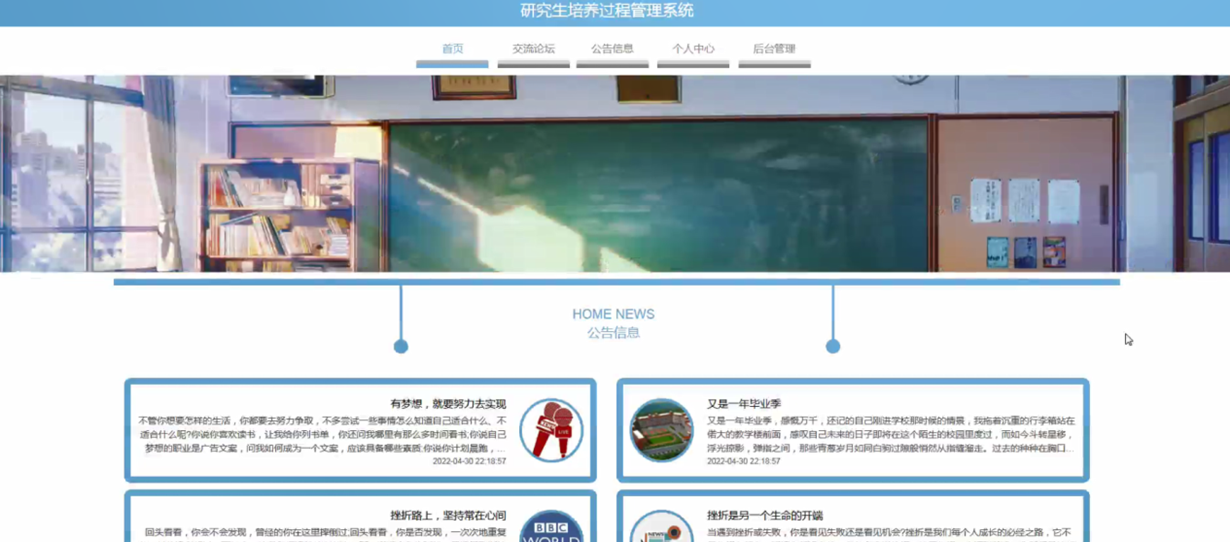 研究生培养过程管理系统
首页
交流论坛
公告信息
个人中心
后台管理
HOME NEWS
公告信息
有梦想，就要努力去实现
不管你想要怎样的生活，你都要去努力争取，不多尝试一些事情怎么知道自己适合什么、不
适合什么呢?你说你喜欢读书，让我给你列书单，你还问我哪里有那么多时间看书;你说自己
梦想的职业是广告文案，问我如何成为一个文案，应该具备哪些素质;你说你计划晨跑，...
2022-04-30 22:18:57
LIVE
又是一年毕业季
又是一年毕业季，感慨万千，还记的自己刚进学校那时候的情景，我拖着沉重的行李箱站在
偌大的教学楼前面，感叹自己未来的日子即将在这个陌生的校园里度过，而如今斗转星移，
浮光掠影，弹指之间，那些青葱岁月如同白驹过隙般悄然从指缝溜走。过去的种种在胸口...
2022-04-30 22:18:57
挫折路上，坚持常在心间
回头看看，你会不会发现，曾经的你在这里摔倒过;回头看看，你是否发现，一次次地重复
BBC
WORLD
挫折是另一个生命的开端
当遇到挫折或失败，你是看见失败还是看见机会?挫折是我们每个人成长的必经之路，它不
NEWS